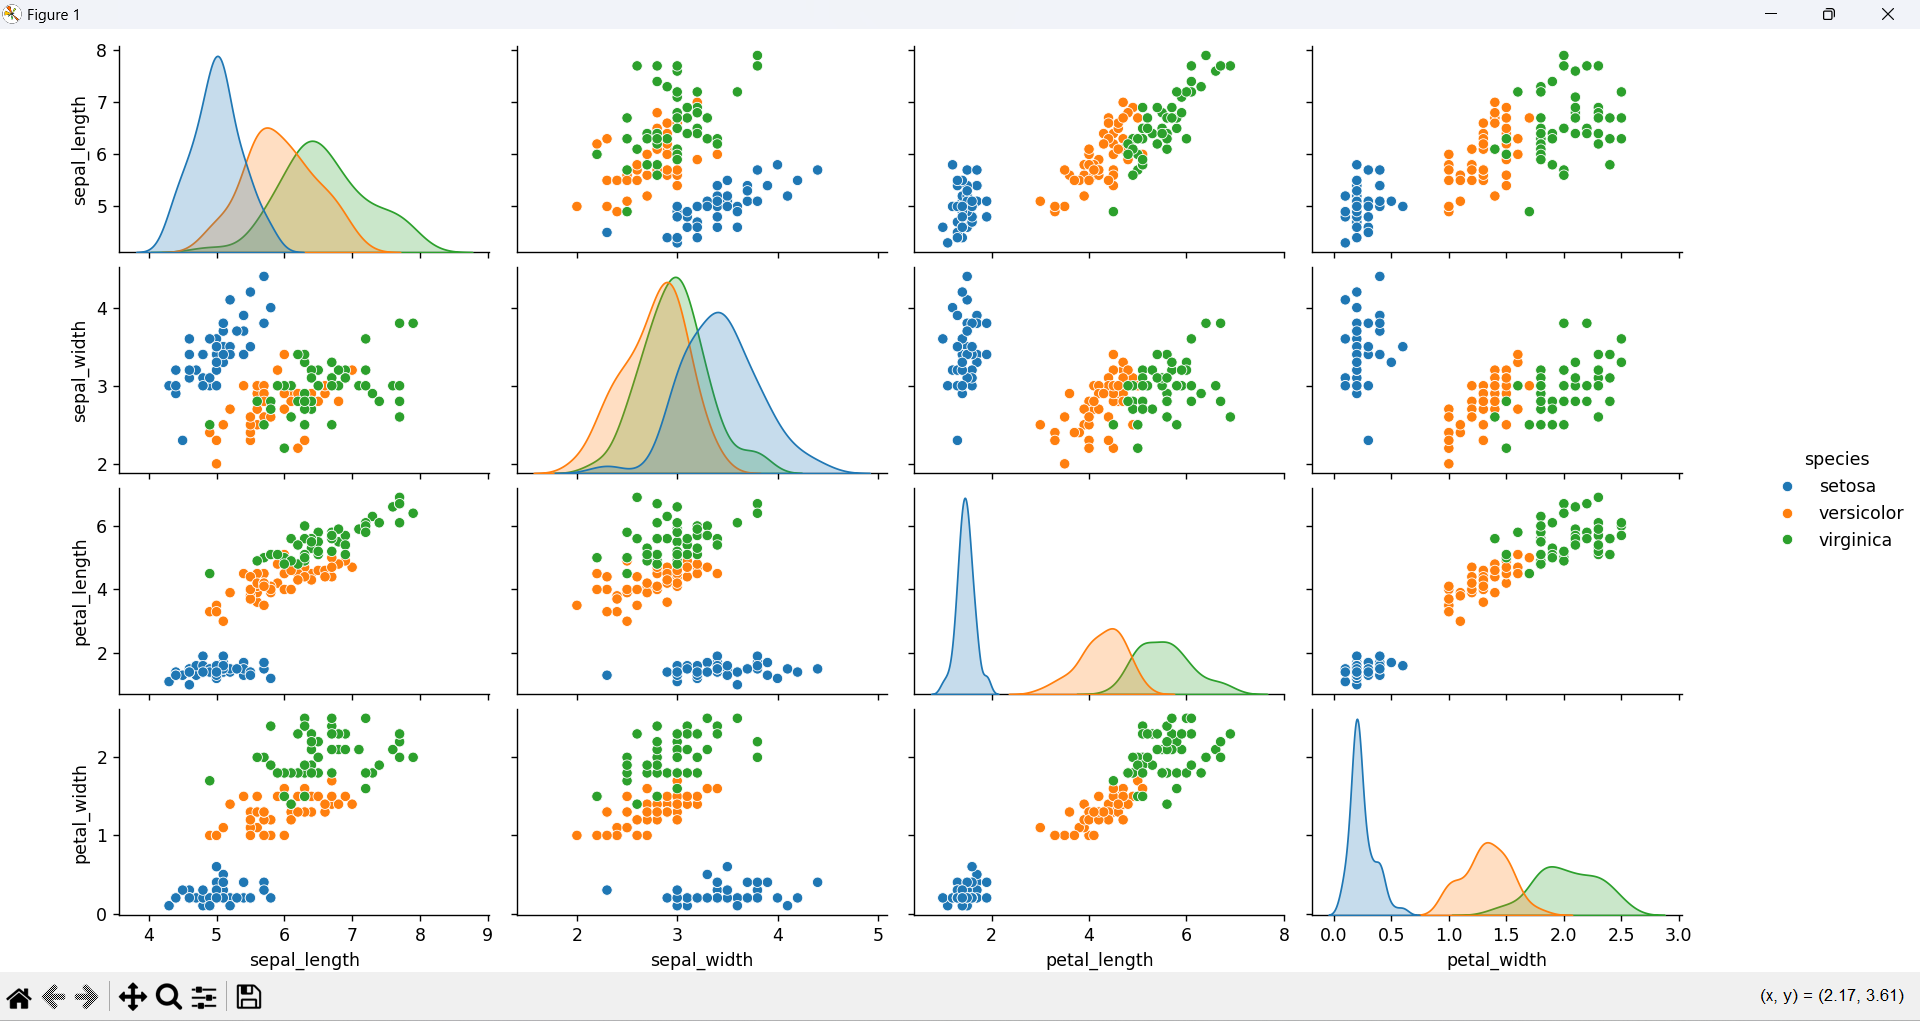 Figure 1
8
7
6
5
sepal_length
4
3
2
sepal_width
6
4
2
petal_length
2
1
0
petal_width
4 5 6 7 8 9
sepal_length
2 3 4 5
sepal_width
2 4 6 8
petal_length
0.0 0.5 1.0 1.5 2.0 2.5 3.0
petal_width
species
setosa
versicolor
virginica
(x, y) = (2.17, 3.61)